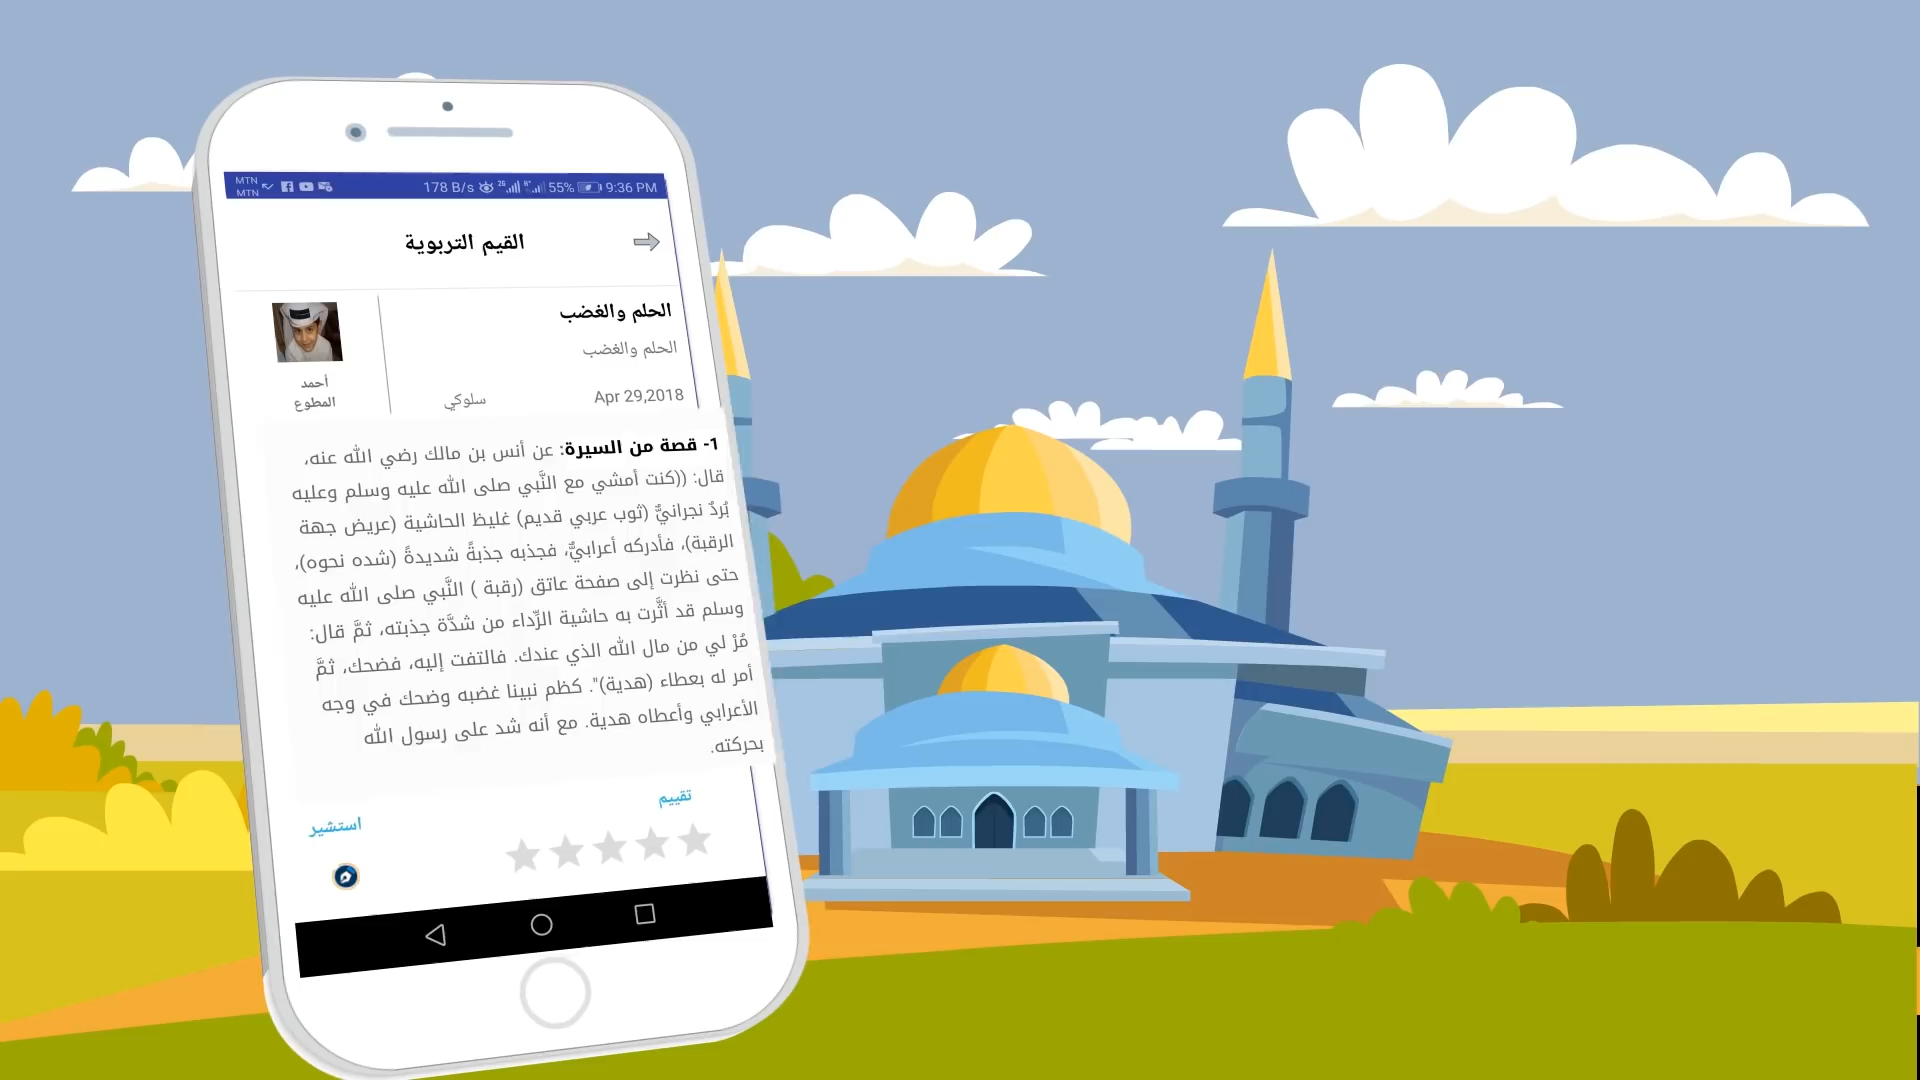 MTN
MTN
178 B/s 55% 9:36 PM
القيم التربوية
الحلم والغضب
الحلم والغضب
أحمد
المطوع
سلوكي
Apr 29,2018
1- قصة من السيرة: عن أنس بن مالك رضي الله عنه،
قال: ((كنت أمشي مع النَّبي صلى الله عليه وسلم وعليه
بُردٌ نجرانيٌّ (ثوب عربي قديم) غليظ الحاشية (عريض جهة
الرقبة)، فأدركه أعرابيٌّ، فجذبه جذبةً شديدةً (شده نحوه)،
حتى نظرت إلى صفحة عاتق (رقبة ) النَّبي صلى الله عليه
وسلم قد أثَّرت به حاشية الرِّداء من شدَّة جذبته، ثمَّ قال:
مُرْ لي من مال الله الذي عندك. فالتفت إليه، فضحك، ثمَّ
أمر له بعطاء (هدية)". كظم نبينا غضبه وضحك في وجه
الأعرابي وأعطاه هدية. مع أنه شد على رسول الله
بحركته.
تقييم
استشير